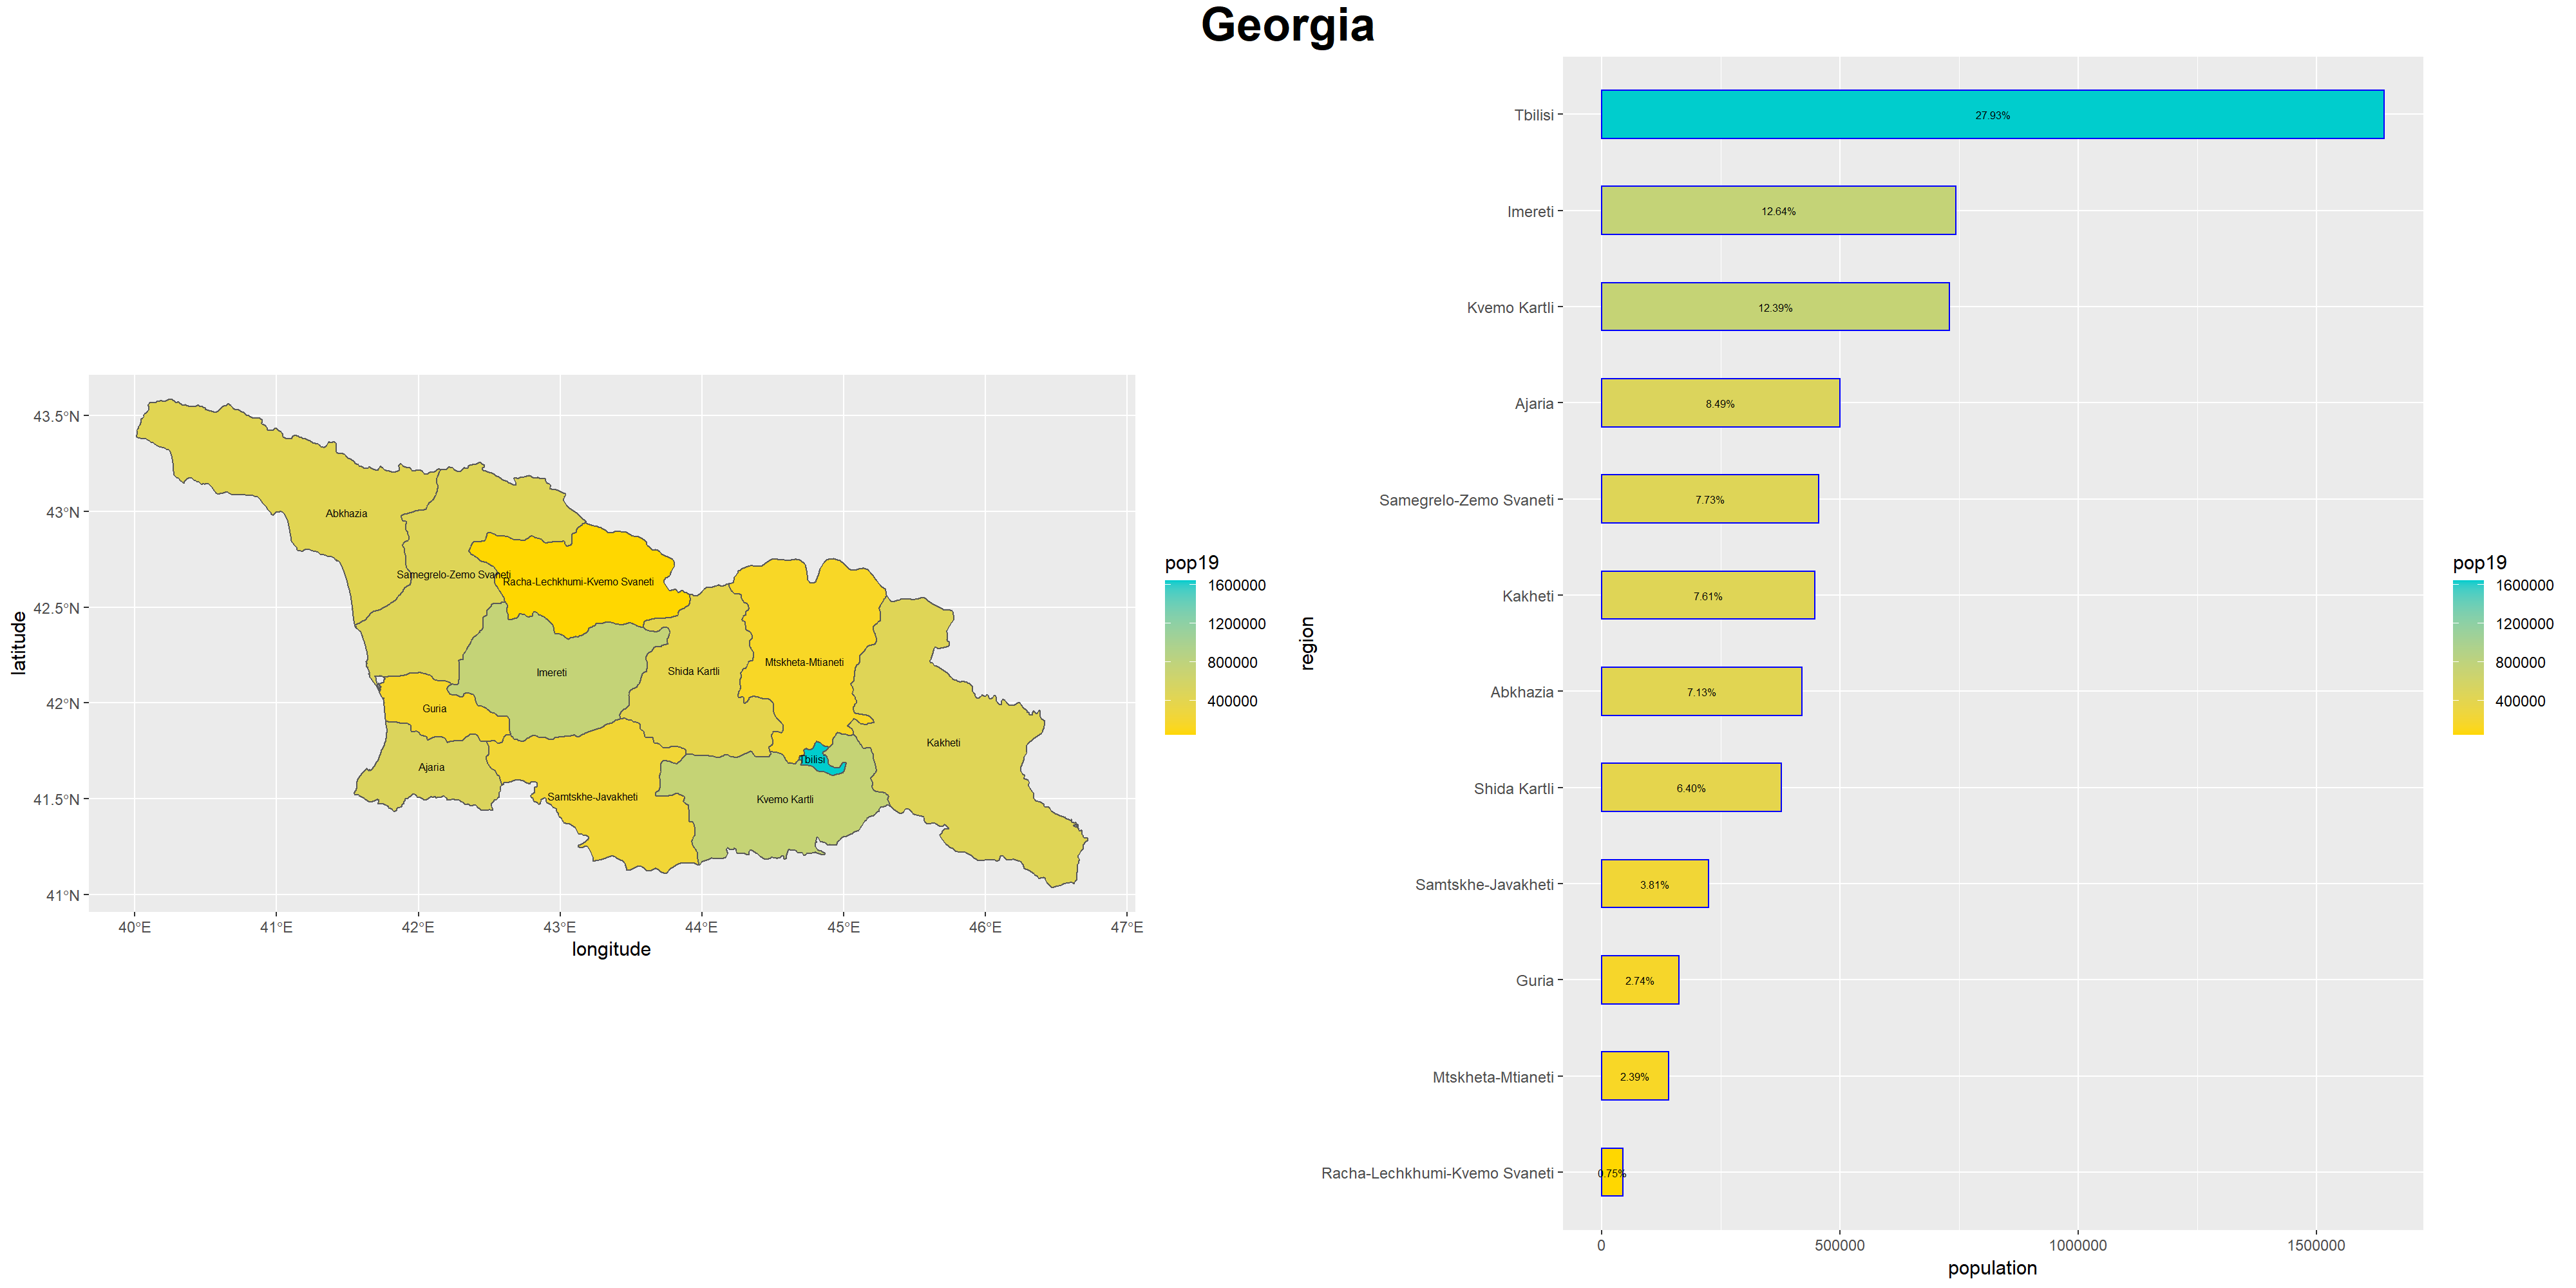 Georgia
43.5°N
43°N
42.5°N
42°N
41.5°N
41°N
latitude
Abkhazia
Samegrelo-Zemo Svaneti
Racha-Lechkhumi-Kvemo Svaneti
Imereti
Shida Kartli
Mtskheta-Mtianeti
Guria
Kakheti
Ajaria
Tbilisi
Samtskhe-Javakheti
Kvemo Kartli
40°E 41°E 42°E 43°E 44°E 45°E 46°E 47°E
longitude
pop19
1600000
1200000
800000
400000
region
Tbilisi 27.93%
Imereti 12.64%
Kvemo Kartli 12.39%
Ajaria 8.49%
Samegrelo-Zemo Svaneti 7.73%
Kakheti 7.61%
Abkhazia 7.13%
Shida Kartli 6.40%
Samtskhe-Javakheti 3.81%
Guria 2.74%
Mtskheta-Mtianeti 2.39%
Racha-Lechkhumi-Kvemo Svaneti 0.75%
0 500000 1000000 1500000
population
pop19
1600000
1200000
800000
400000